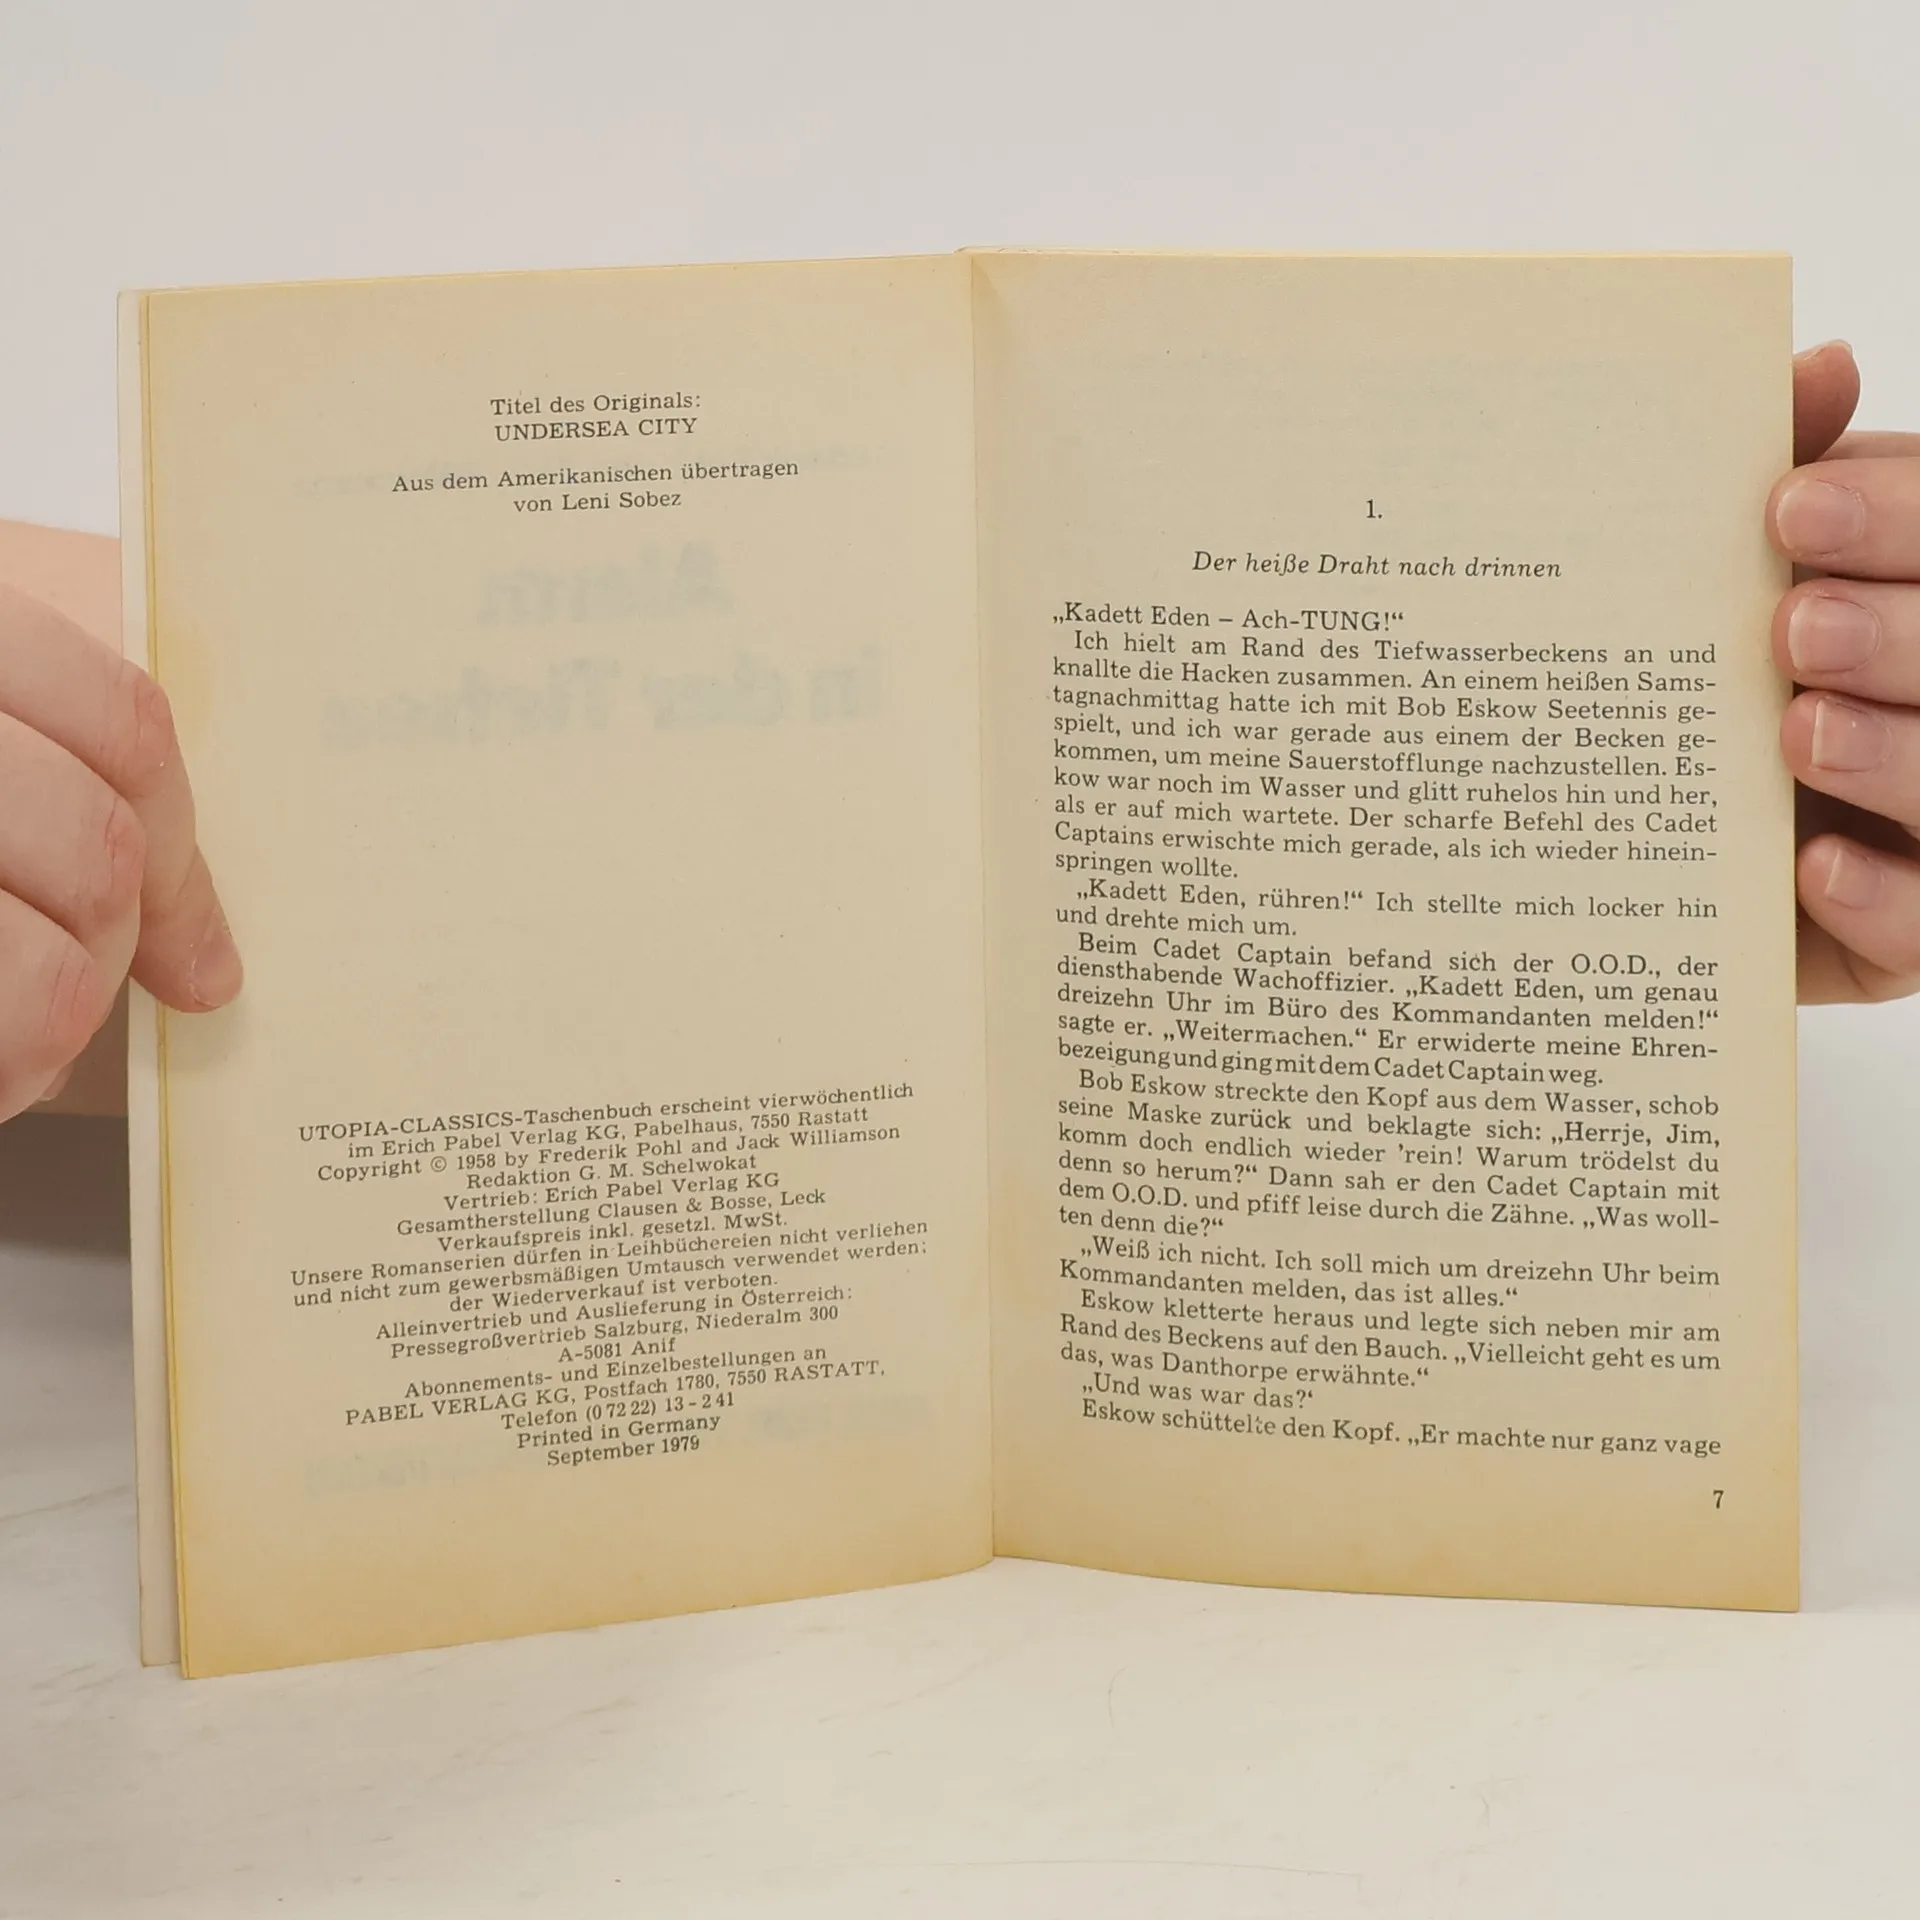 Titel des Originals:
UNDERSEA CITY
Aus dem Amerikanischen übertragen
von Leni Sobez
UTOPIA-CLASSICS-Taschenbuch erscheint vierwöchentlich
im Erich Pabel Verlag KG, Pabelhaus, 7550 Rastatt
Copyright © 1958 by Frederik Pohl and Jack Williamson
Redaktion G. M. Schelwokat
Vertrieb: Erich Pabel Verlag KG
Gesamtherstellung Clausen & Bosse, Leck
Verkaufspreis inkl. gesetzl. MwSt.
Unsere Romanserien dürfen in Leihbüchereien nicht verliehen
und nicht zum gewerbsmäßigen Umtausch verwendet werden;
der Wiederverkauf ist verboten.
Alleinvertrieb und Auslieferung in Österreich:
Pressegroßvertrieb Salzburg, Niederalm 300
A-5081 Anif
Abonnements- und Einzelbestellungen an
PABEL VERLAG KG, Postfach 1780, 7550 RASTATT,
Telefon (0 72 22) 13 - 2 41
Printed in Germany
September 1979
1.
Der heiße Draht nach drinnen
„Kadett Eden – Ach-TUNG!“
Ich hielt am Rand des Tiefwasserbeckens an und
knallte die Hacken zusammen. An einem heißen Sams-
tagnachmittag hatte ich mit Bob Eskow Seetennis ge-
spielt, und ich war gerade aus einem der Becken ge-
kommen, um meine Sauerstofflunge nachzustellen. Es-
kow war noch im Wasser und glitt ruhelos hin und her,
als er auf mich wartete. Der scharfe Befehl des Cadet
Captains erwischte mich gerade, als ich wieder hinein-
springen wollte.
„Kadett Eden, rühren!“ Ich stellte mich locker hin
und drehte mich um.
Beim Cadet Captain befand sich der O.O.D., der
diensthabende Wachoffizier. „Kadett Eden, um genau
dreizehn Uhr im Büro des Kommandanten melden!“
sagte er. „Weitermachen.“ Er erwiderte meine Ehren-
bezeigung und ging mit dem Cadet Captain weg.
Bob Eskow streckte den Kopf aus dem Wasser, schob
seine Maske zurück und beklagte sich: „Herrje, Jim,
komm doch endlich wieder ’rein! Warum trödelst du
denn so herum?“ Dann sah er den Cadet Captain mit
dem O.O.D. und pfiff leise durch die Zähne. „Was woll-
ten denn die?“
„Weiß ich nicht. Ich soll mich um dreizehn Uhr beim
Kommandanten melden, das ist alles.“
Eskow kletterte heraus und legte sich neben mir am
Rand des Beckens auf den Bauch. „Vielleicht geht es um
das, was Danthorpe erwähnte.“
„Und was war das?‘
Eskow schüttelte den Kopf. „Er machte nur ganz vage
7